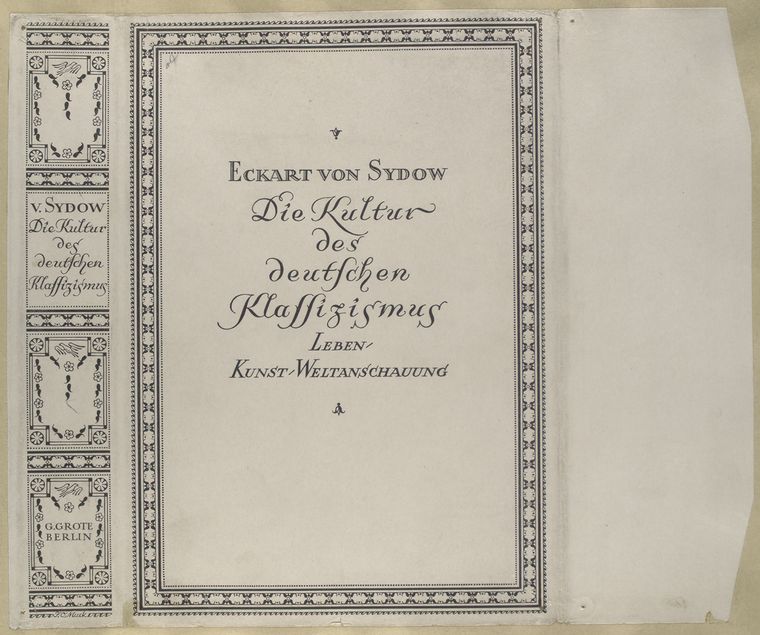 v. SYDOW
Die Kultur
des
deutſchen
Klaſſiziſmus
G. GROTE
BERLIN
ECKART VON SYDOW
Die Kultur
des
deutſchen
Klaſſiziſmus
LEBEN/
KUNST/WELTANSCHAUUNG